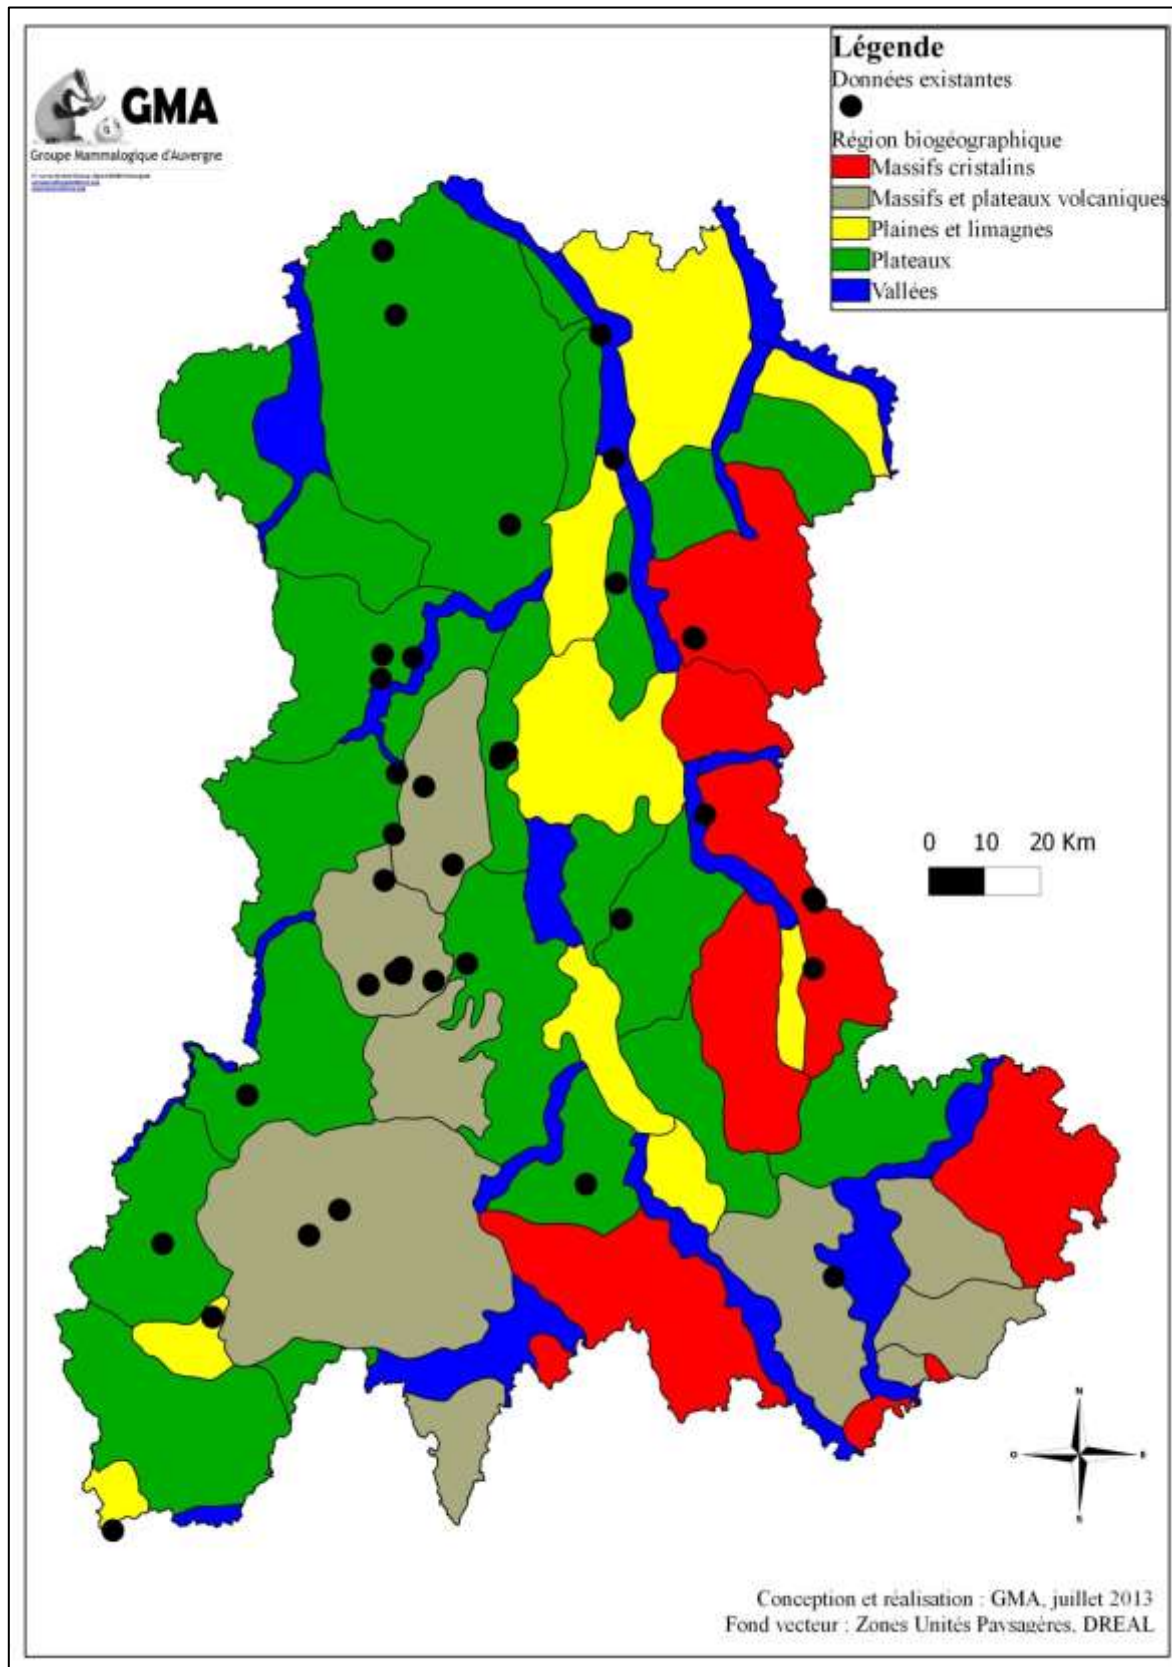 GMA
Groupe Mammalogique d'Auvergne
Légende
Données existantes
Région biogéographique
Massifs cristalins
Massifs et plateaux volcaniques
Plaines et limagnes
Plateaux
Vallées
0 10 20 Km
N
O E
S
Conception et réalisation : GMA, juillet 2013
Fond vecteur : Zones Unités Paysagères, DREAL